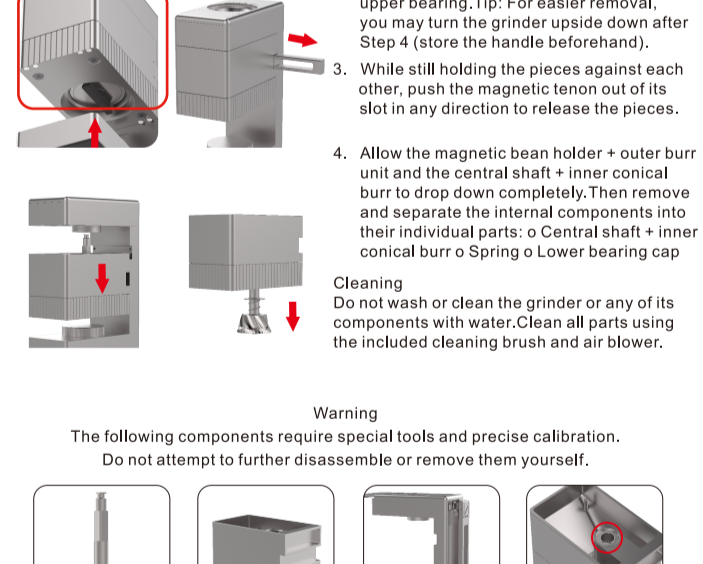 upper bearing.Tip: For easier removal,
you may turn the grinder upside down after
Step 4 (store the handle beforehand).
3. While still holding the pieces against each
other, push the magnetic tenon out of its
slot in any direction to release the pieces.
4. Allow the magnetic bean holder + outer burr
unit and the central shaft + inner conical
burr to drop down completely.Then remove
and separate the internal components into
their individual parts: o Central shaft + inner
conical burr o Spring o Lower bearing cap
Cleaning
Do not wash or clean the grinder or any of its
components with water.Clean all parts using
the included cleaning brush and air blower.
Warning
The following components require special tools and precise calibration.
Do not attempt to further disassemble or remove them yourself.